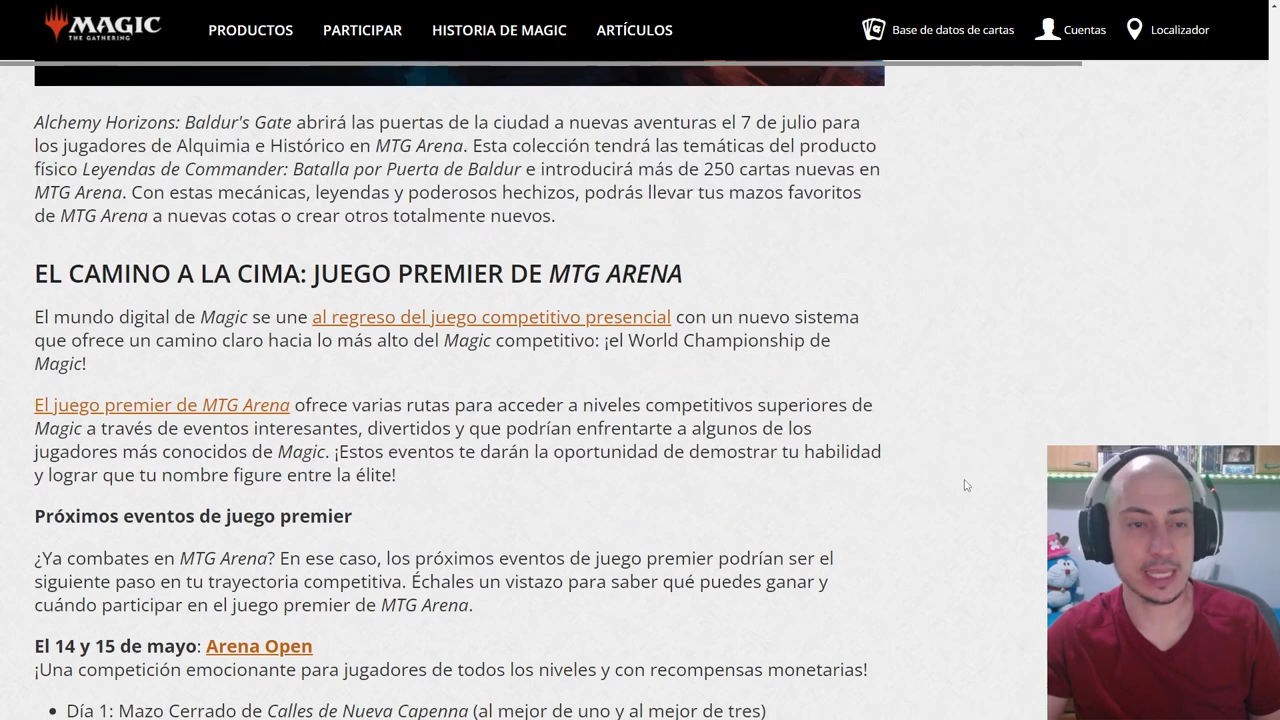 MAGIC
THE GATHERING
PRODUCTOS
PARTICIPAR
HISTORIA DE MAGIC
ARTÍCULOS
Base de datos de cartas
Cuentas
Localizador
Alchemy Horizons: Baldur's Gate abrirá las puertas de la ciudad a nuevas aventuras el 7 de julio para
los jugadores de Alquimia e Histórico en MTG Arena. Esta colección tendrá las temáticas del producto
físico Leyendas de Commander: Batalla por Puerta de Baldur e introducirá más de 250 cartas nuevas en
MTG Arena. Con estas mecánicas, leyendas y poderosos hechizos, podrás llevar tus mazos favoritos
de MTG Arena a nuevas cotas o crear otros totalmente nuevos.
EL CAMINO A LA CIMA: JUEGO PREMIER DE MTG ARENA
El mundo digital de Magic se une al regreso del juego competitivo presencial con un nuevo sistema
que ofrece un camino claro hacia lo más alto del Magic competitivo: ¡el World Championship de
Magic!
El juego premier de MTG Arena ofrece varias rutas para acceder a niveles competitivos superiores de
Magic a través de eventos interesantes, divertidos y que podrían enfrentarte a algunos de los
jugadores más conocidos de Magic. ¡Estos eventos te darán la oportunidad de demostrar tu habilidad
y lograr que tu nombre figure entre la élite!
Próximos eventos de juego premier
¿Ya combates en MTG Arena? En ese caso, los próximos eventos de juego premier podrían ser el
siguiente paso en tu trayectoria competitiva. Échales un vistazo para saber qué puedes ganar y
cuándo participar en el juego premier de MTG Arena.
El 14 y 15 de mayo: Arena Open
¡Una competición emocionante para jugadores de todos los niveles y con recompensas monetarias!
• Día 1: Mazo Cerrado de Calles de Nueva Capenna (al mejor de uno y al mejor de tres)